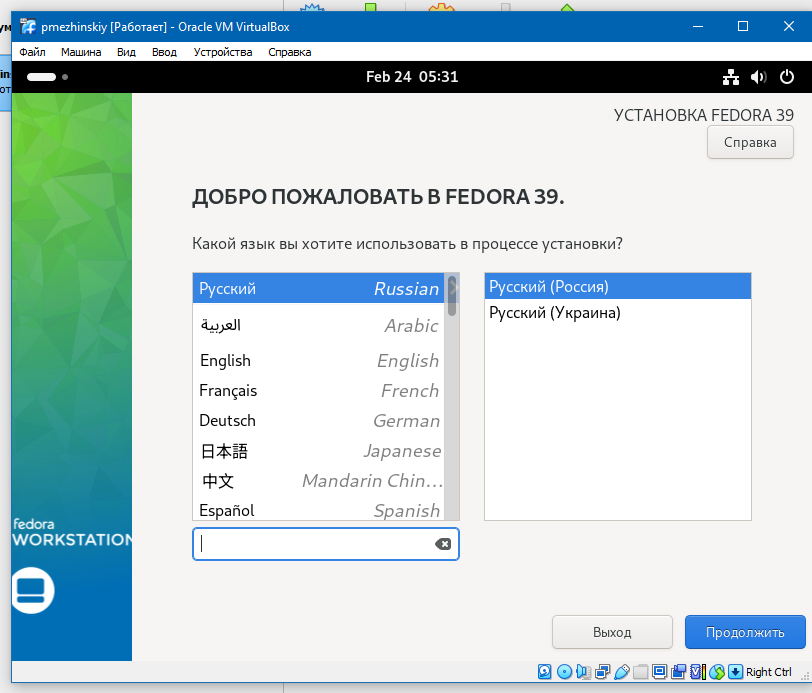 pmezhinskiy [Работает] - Oracle VM VirtualBox
Файл Машина Вид Ввод Устройства Справка
Feb 24 05:31
УСТАНОВКА FEDORA 39
Справка
ДОБРО ПОЖАЛОВАТЬ В FEDORA 39.
Какой язык вы хотите использовать в процессе установки?
Русский Russian
العربية Arabic
English English
Français French
Deutsch German
日本語 Japanese
中文 Mandarin Chin...
Español Spanish
Русский (Россия)
Русский (Украина)
fedora
WORKSTATION
Выход
Продолжить
Right Ctrl